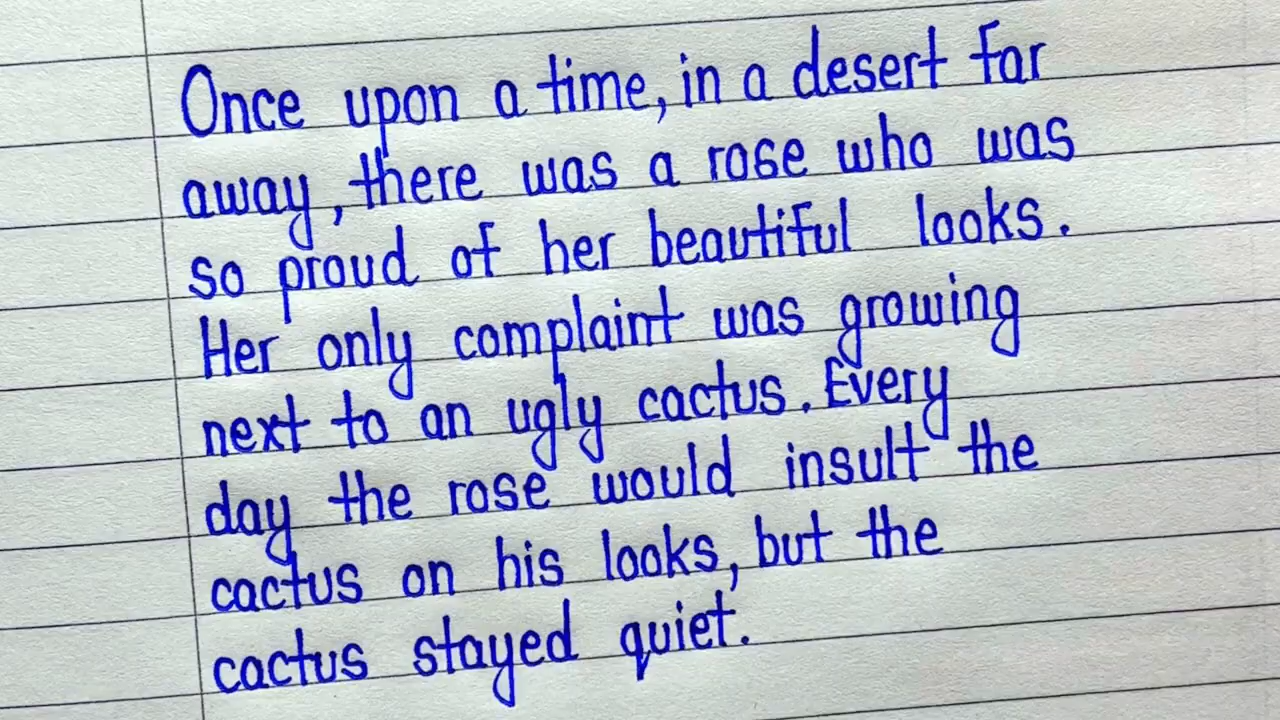 Once upon a time, in a desert far
away, there was a rose who was
so proud of her beautiful looks.
Her only complaint was growing
next to an ugly cactus. Every
day the rose would insult the
cactus on his looks, but the
cactus stayed quiet.